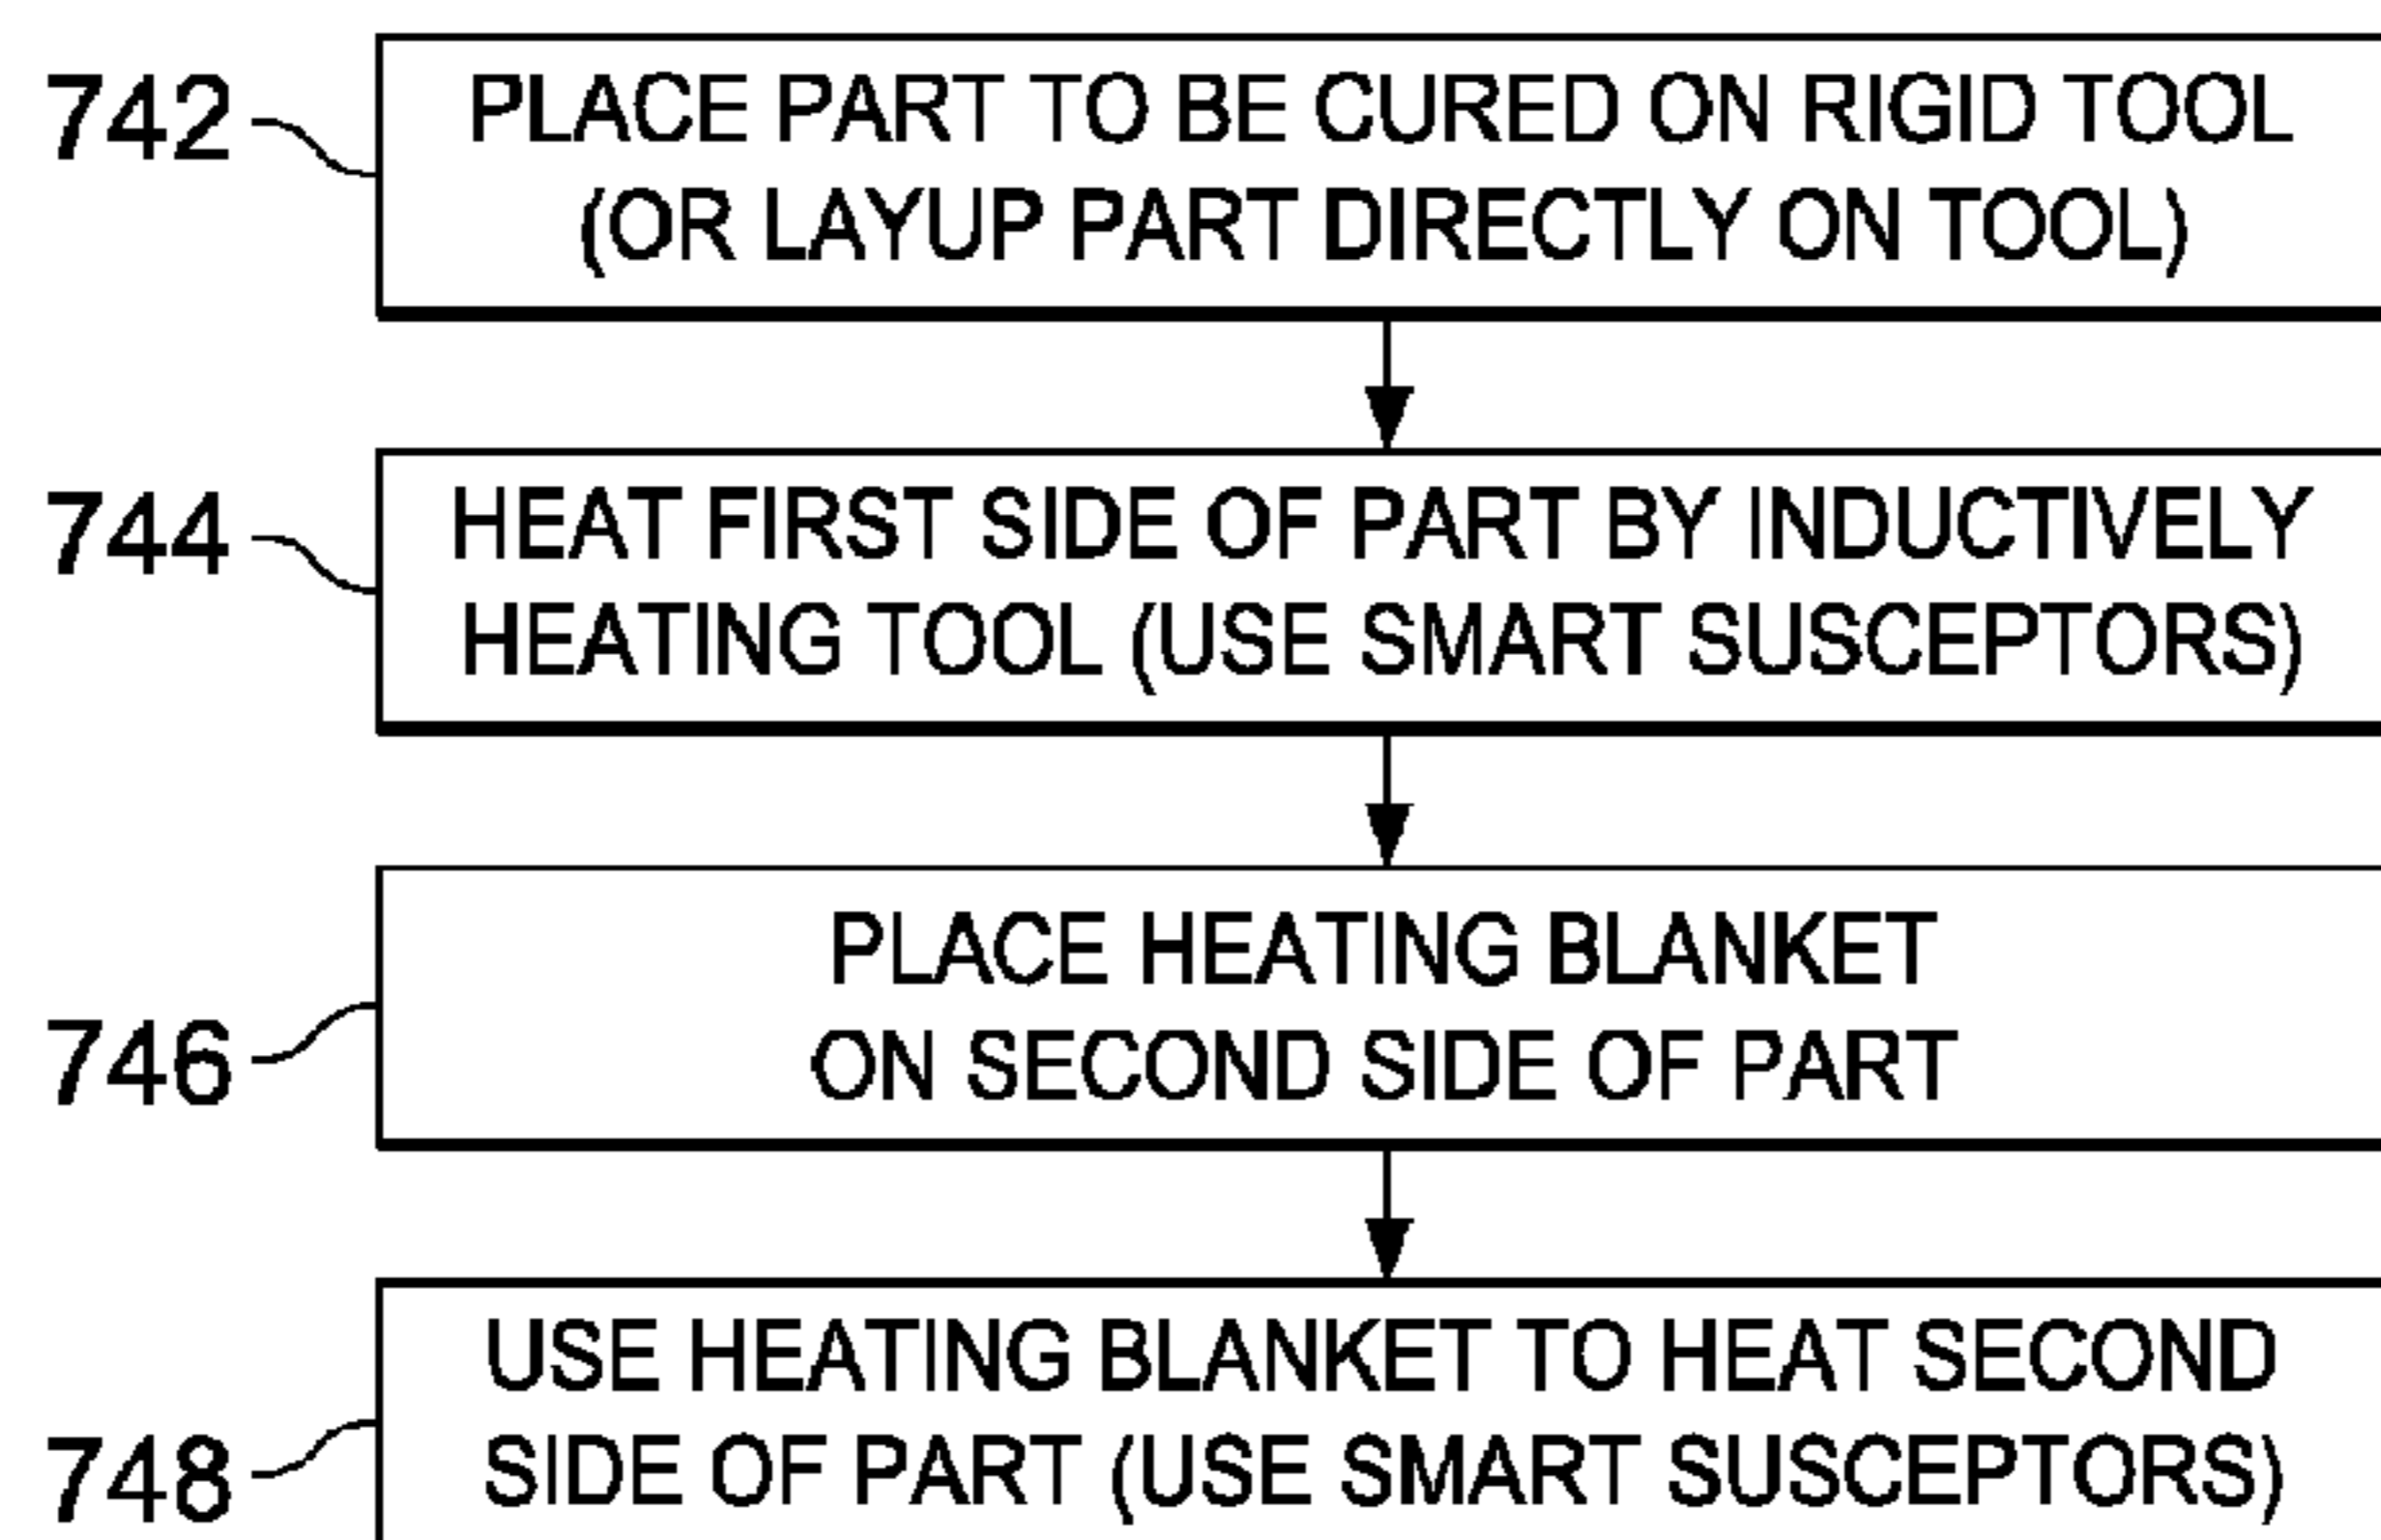 742
PLACE PART TO BE CURED ON RIGID TOOL
(OR LAYUP PART DIRECTLY ON TOOL)
744
HEAT FIRST SIDE OF PART BY INDUCTIVELY
HEATING TOOL (USE SMART SUSCEPTORS)
746
PLACE HEATING BLANKET
ON SECOND SIDE OF PART
748
USE HEATING BLANKET TO HEAT SECOND
SIDE OF PART (USE SMART SUSCEPTORS)